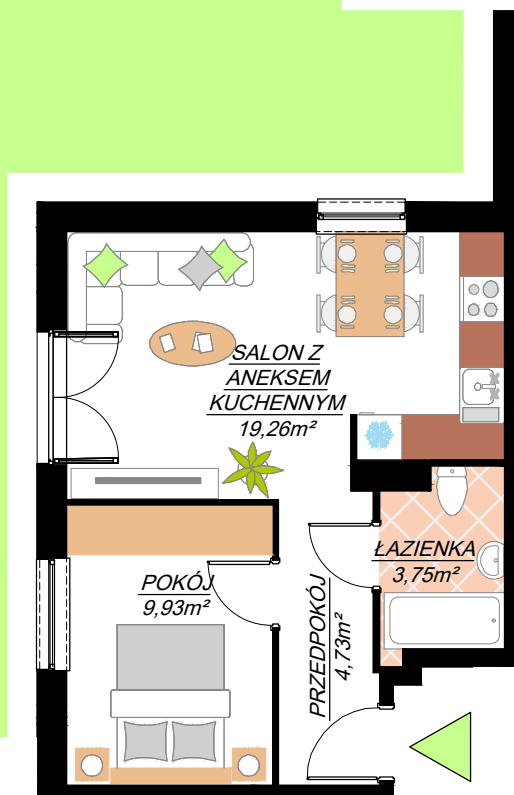 SALON Z
ANEKSEM
KUCHENNYM
19,26m²
ŁAZIENKA
3,75m²
POKÓJ
9,93m²
PRZEDPOKÓJ
4,73m²